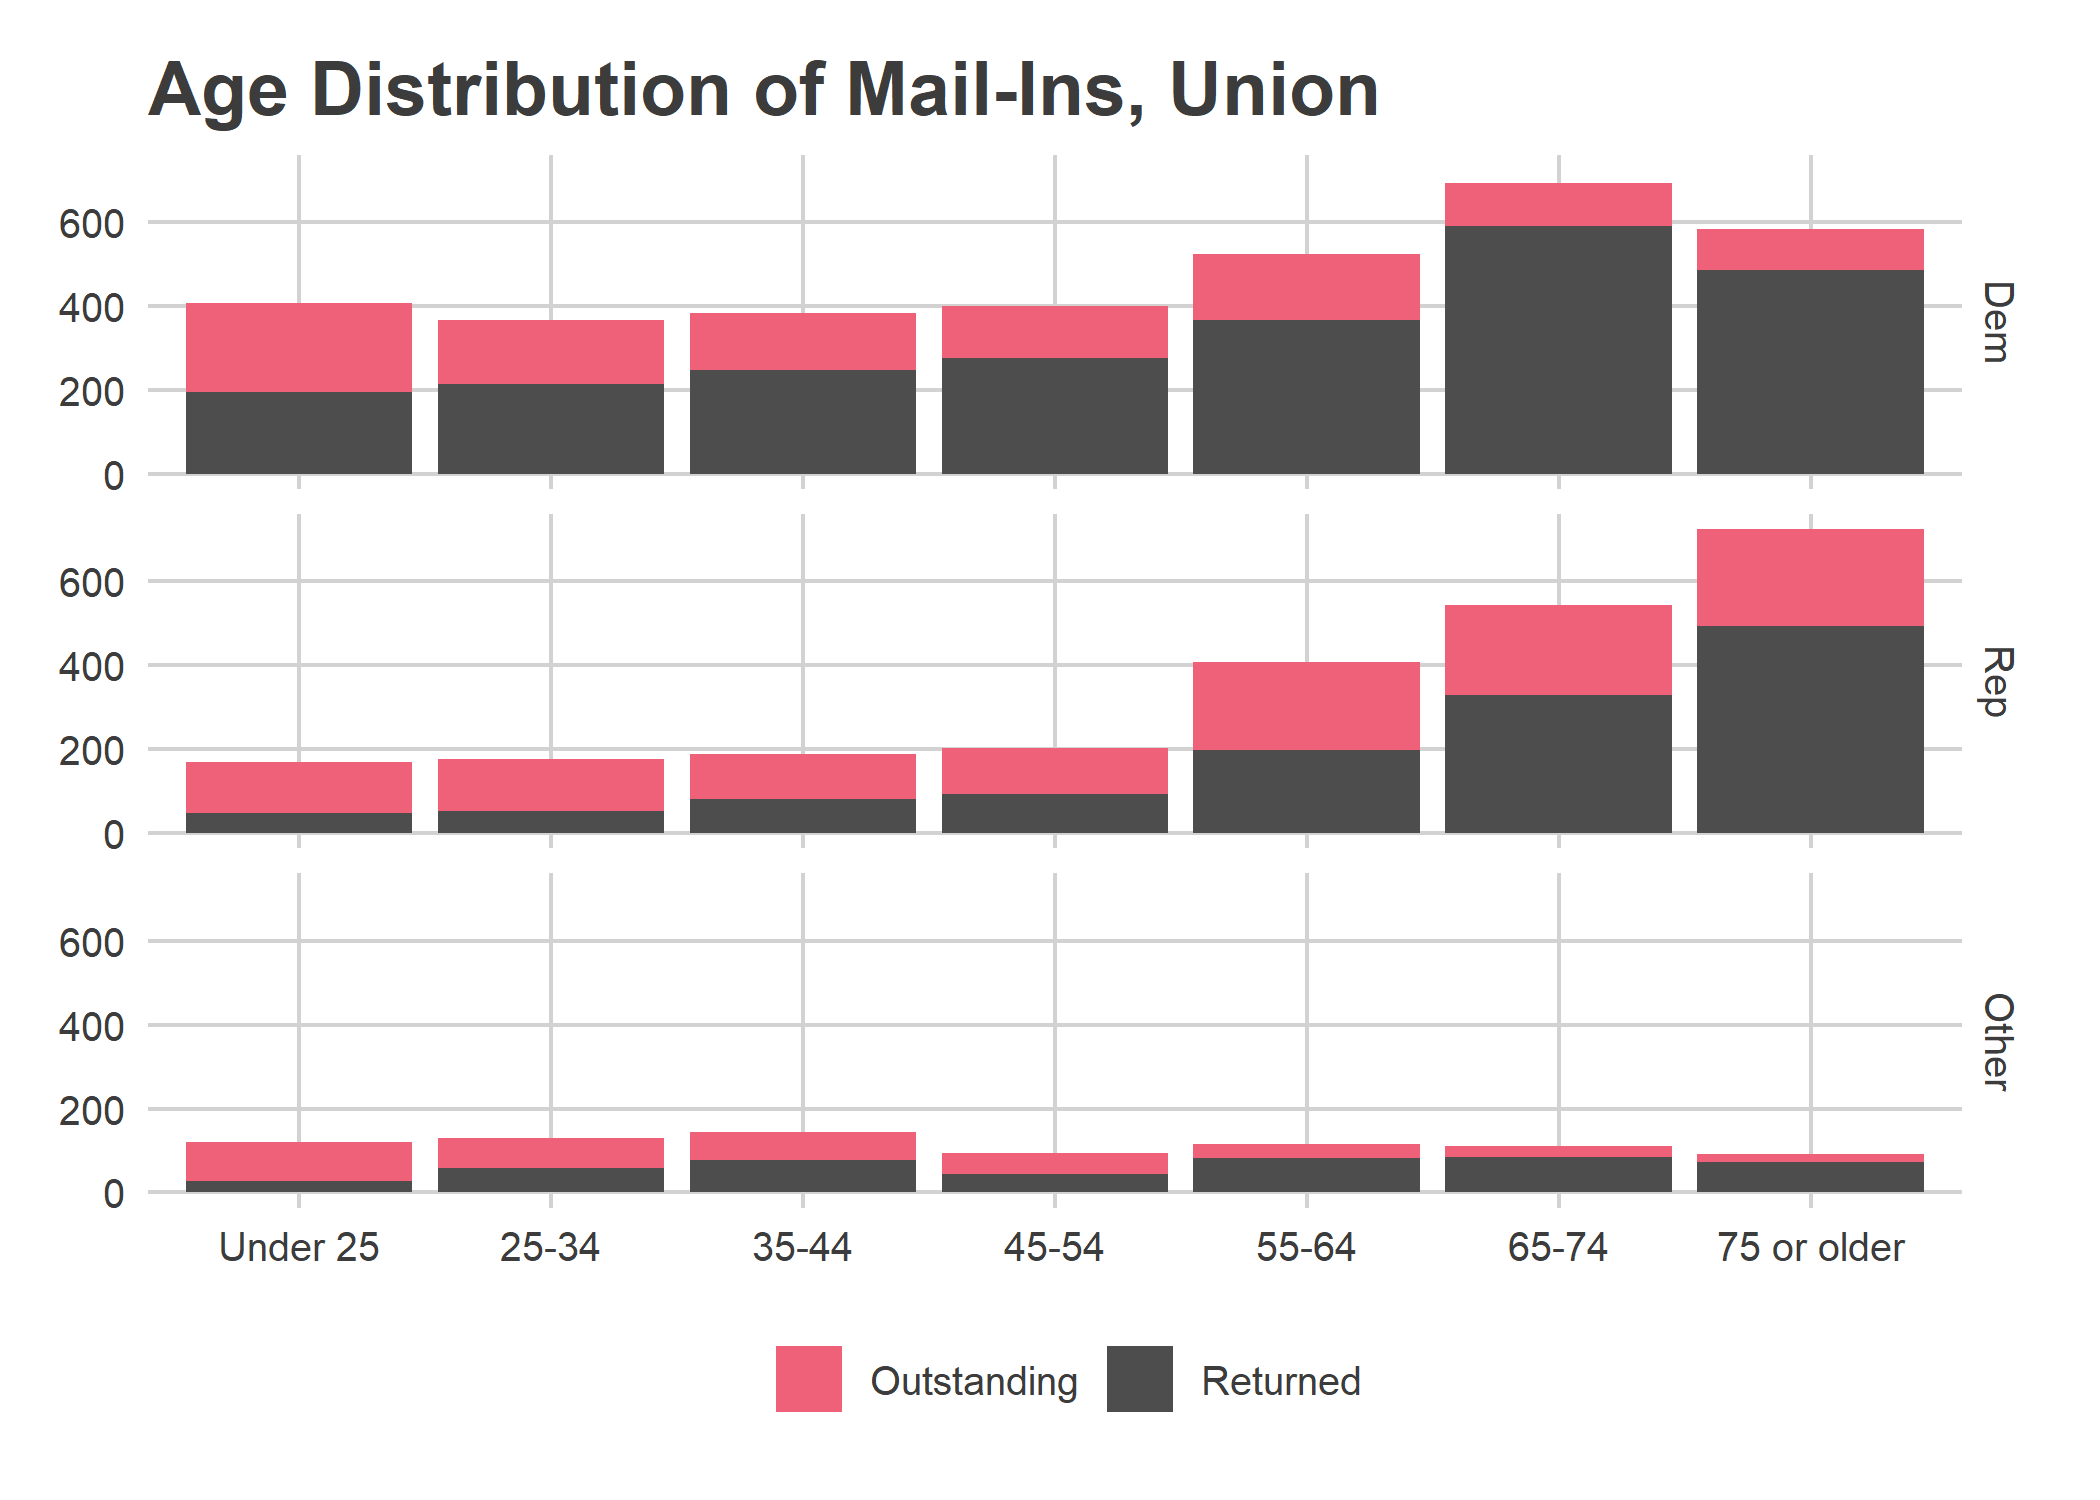 Age Distribution of Mail-Ins, Union
600
400
200
0
Dem
600
400
200
0
Rep
600
400
200
0
Other
Under 25 25-34 35-44 45-54 55-64 65-74 75 or older
Outstanding Returned